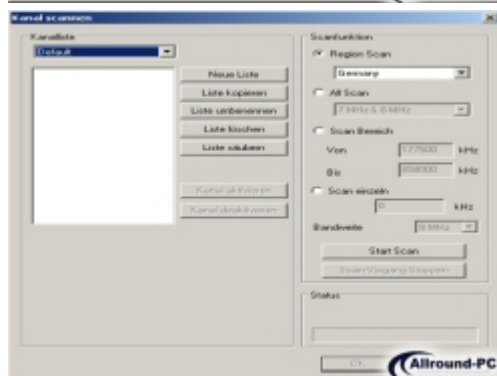 Kanal scannen
Kanalliste
Default
Neue Liste
Liste kopieren
Liste umbenennen
Liste löschen
Liste säubern
Kanal aktivieren
Kanal deaktivieren
Scanfunktion
Region Scan
Germany
All Scan
7 MHz & 8 MHz
Scan Bereich
Von 177500 kHz
Bis 858000 kHz
Scan einzeln
0 kHz
Bandweite 8 MHz
Start Scan
Scan Vorgang Stoppen
Status
OK
Allround-PC